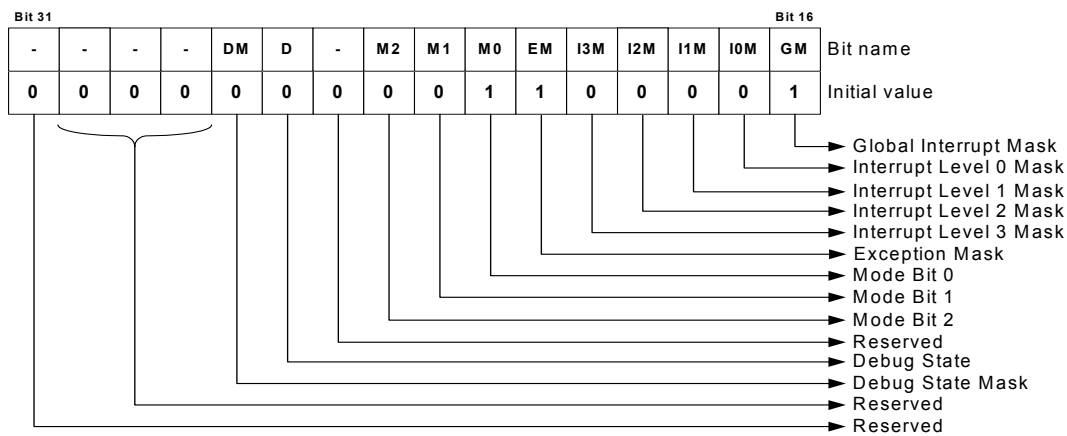 Bit 31 Bit 16
- - - - DM D - M2 M1 M0 EM I3M I2M I1M I0M GM Bit name
0 0 0 0 0 0 0 0 0 1 1 0 0 0 0 1 Initial value
Global Interrupt Mask
Interrupt Level 0 Mask
Interrupt Level 1 Mask
Interrupt Level 2 Mask
Interrupt Level 3 Mask
Exception Mask
Mode Bit 0
Mode Bit 1
Mode Bit 2
Reserved
Debug State
Debug State Mask
Reserved
Reserved